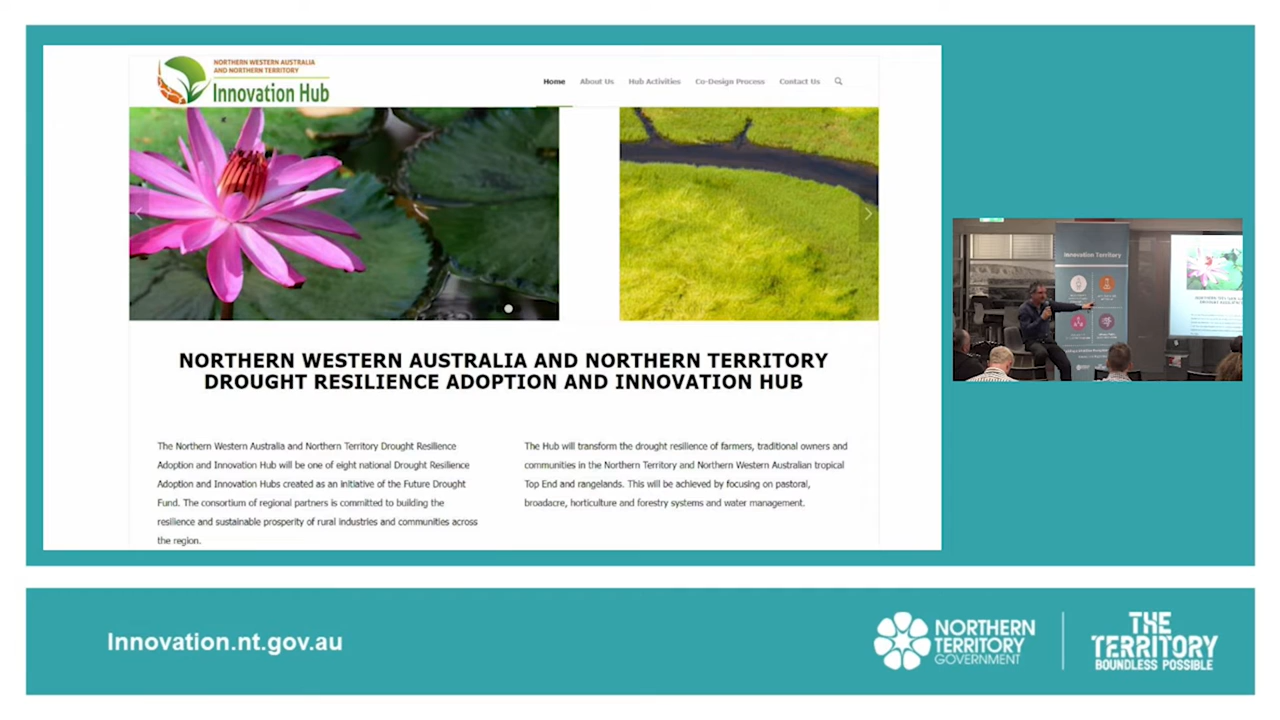 NORTHERN WESTERN AUSTRALIA
AND NORTHERN TERRITORY
Innovation Hub
Home About Us Hub Activities Co-Design Process Contact Us
NORTHERN WESTERN AUSTRALIA AND NORTHERN TERRITORY
DROUGHT RESILIENCE ADOPTION AND INNOVATION HUB
The Northern Western Australia and Northern Territory Drought Resilience
Adoption and Innovation Hub will be one of eight national Drought Resilience
Adoption and Innovation Hubs created as an initiative of the Future Drought
Fund. The consortium of regional partners is committed to building the
resilience and sustainable prosperity of rural industries and communities across
the region.
The Hub will transform the drought resilience of farmers, traditional owners and
communities in the Northern Territory and Northern Western Australian tropical
Top End and rangelands. This will be achieved by focusing on pastoral,
broadacre, horticulture and forestry systems and water management.
Innovation Territory
Innovation.nt.gov.au
NORTHERN
TERRITORY
GOVERNMENT
THE
TERRITORY
BOUNDLESS POSSIBLE